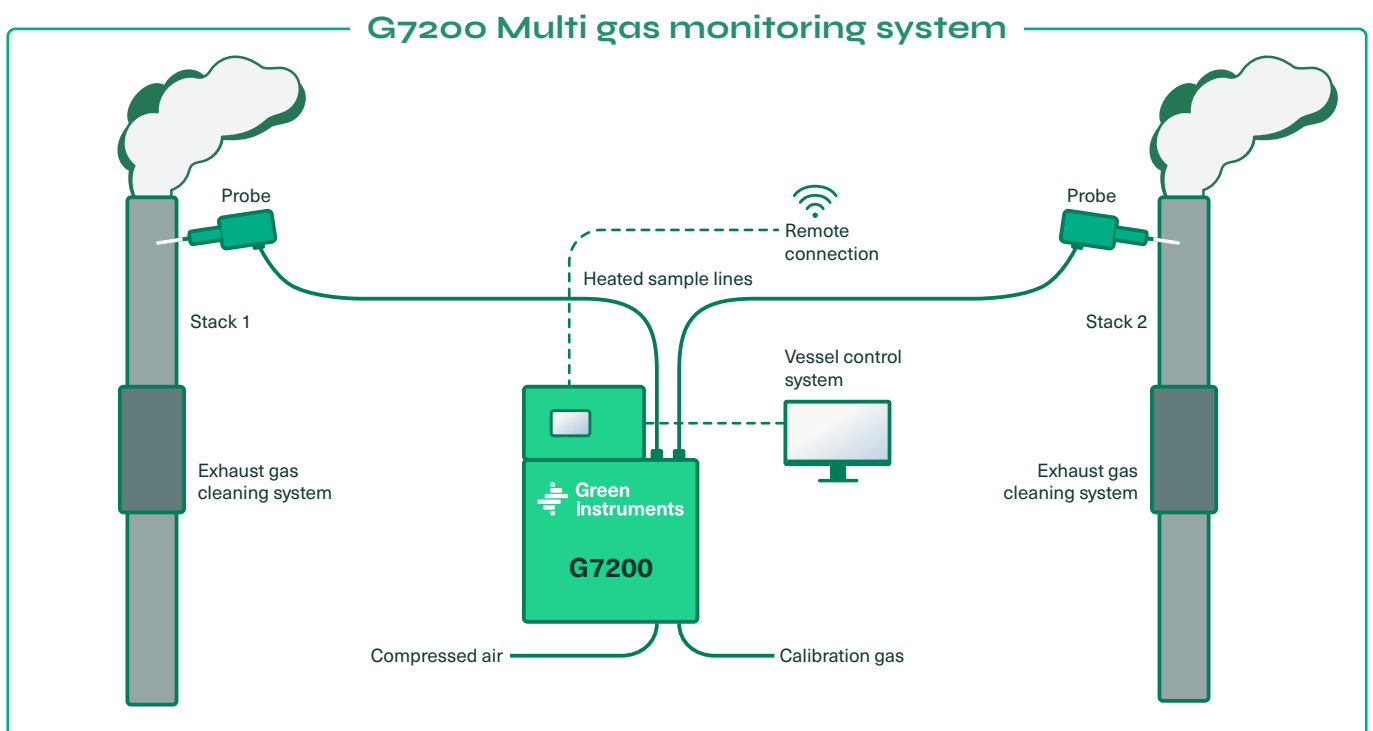 G7200 Multi gas monitoring system
Probe
Probe
Remote
connection
Heated sample lines
Stack 1
Stack 2
Vessel control
system
Exhaust gas
cleaning system
Exhaust gas
cleaning system
Green
Instruments
G7200
Compressed air
Calibration gas